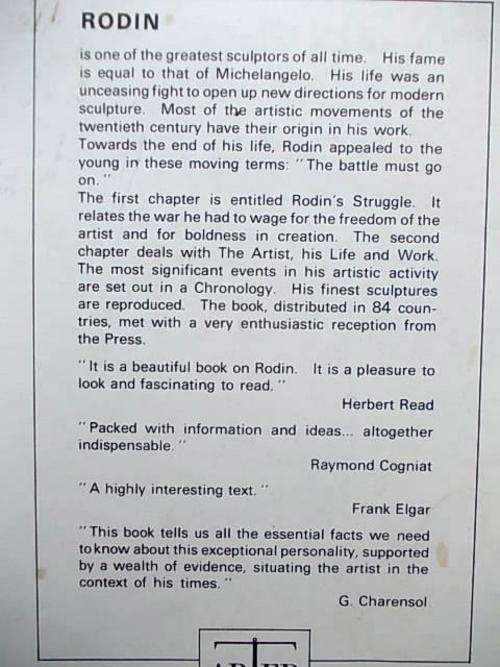 RODIN
is one of the greatest sculptors of all time. His fame
is equal to that of Michelangelo. His life was an
unceasing fight to open up new directions for modern
sculpture. Most of the artistic movements of the
twentieth century have their origin in his work.
Towards the end of his life, Rodin appealed to the
young in these moving terms: "The battle must go
on."
The first chapter is entitled Rodin's Struggle. It
relates the war he had to wage for the freedom of the
artist and for boldness in creation. The second
chapter deals with The Artist, his Life and Work.
The most significant events in his artistic activity
are set out in a Chronology. His finest sculptures
are reproduced. The book, distributed in 84 coun-
tries, met with a very enthusiastic reception from
the Press.
"It is a beautiful book on Rodin. It is a pleasure to
look and fascinating to read."
Herbert Read
"Packed with information and ideas... altogether
indispensable."
Raymond Cogniat
"A highly interesting text."
Frank Elgar
"This book tells us all the essential facts we need
to know about this exceptional personality, supported
by a wealth of evidence, situating the artist in the
context of his times."
G. Charensol